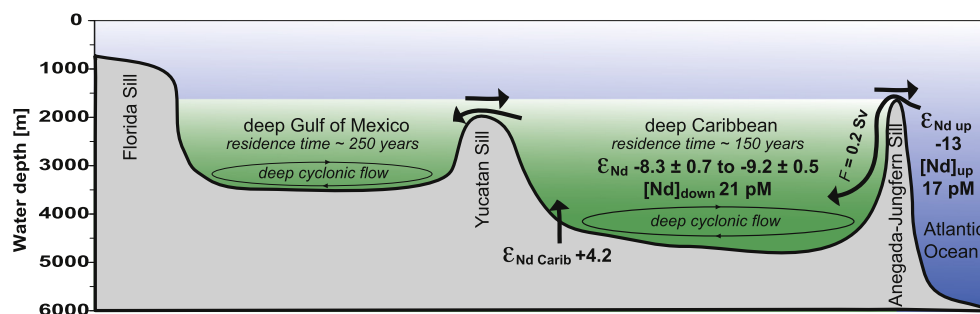 0
1000
2000
3000
4000
5000
6000
Water depth [m]
Florida Sill
deep Gulf of Mexico
residence time ~ 250 years
deep cyclonic flow
Yucatan Sill
deep Caribbean
residence time ~ 150 years
εNd -8.3 ± 0.7 to -9.2 ± 0.5
[Nd]down 21 pM
deep cyclonic flow
εNd Carib +4.2
F = 0.2 Sv
Anegada-Jungfern Sill
εNd up
-13
[Nd]up
17 pM
Atlantic
Ocean